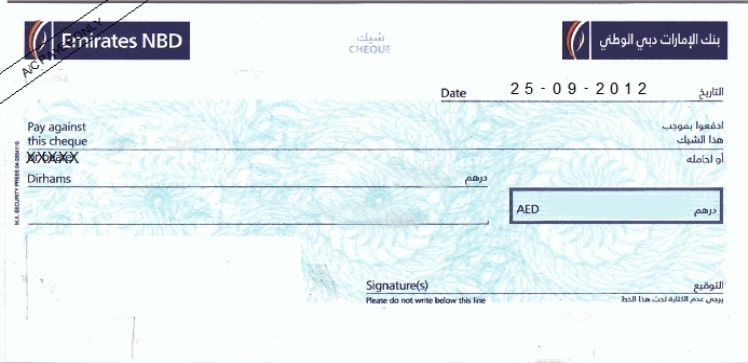 A/C PAYEE ONLY
Emirates NBD
شيك
CHEQUE
بنك الإمارات دبي الوطني
Date 25-09-2012 التاريخ
Pay against ادفعوا بموجب
this cheque هذا الشيك
XXXXX أو لحامله
Dirhams درهم
AED درهم
Signature(s) التوقيع
Please do not write below this line يرجى عدم الكتابة تحت هذا الخط